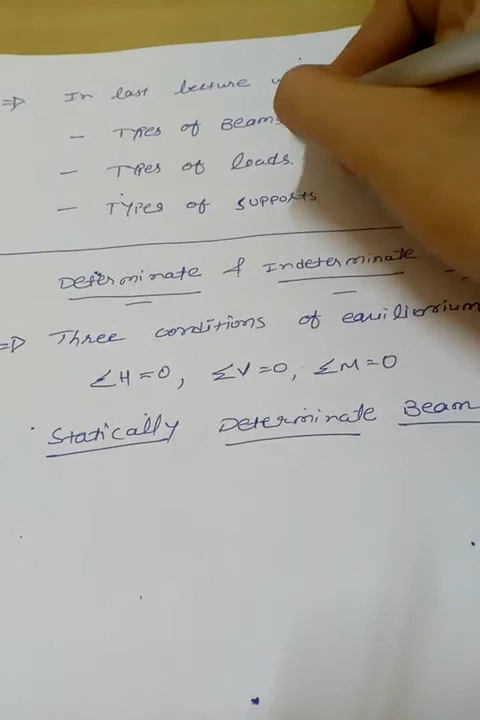 => In last lecture
- Types of Beams
- Types of loads.
- Types of supports
Determinate & Indeterminate
=> Three conditions of equilibrium
ΣH=0, ΣV=0, ΣM=0
Statically Determinate Beam